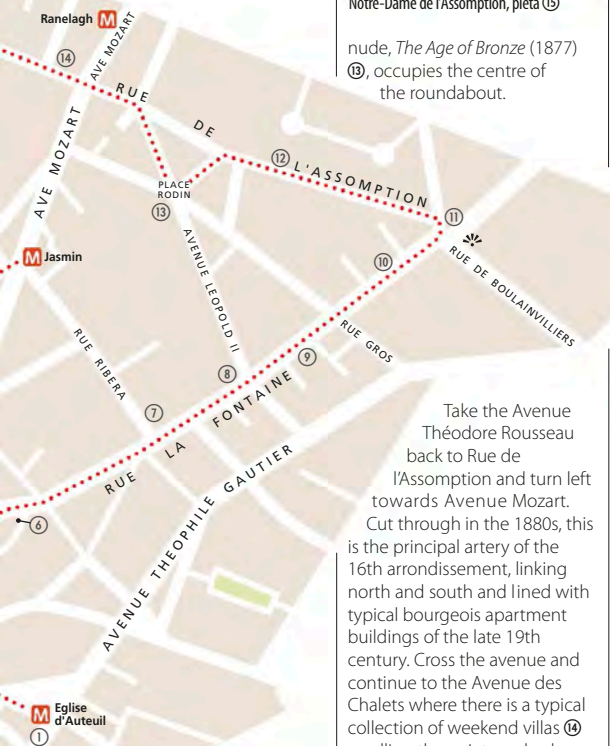 Ranelagh M
AVE MOZART
14
RUE DE L'ASSOMPTION
12
11
PLACE
RODIN
13
AVE MOZART
M Jasmin
AVENUE LEOPOLD II
10
RUE DE BOULAINVILLIERS
RUE GROS
9
8
RUE RIBERA
7
RUE LA FONTAINE
6
AVENUE THEOPHILE GAUTIER
M Eglise
d'Auteuil
1
Notre-Dame de l'Assomption, pietà ⑮
nude, The Age of Bronze (1877)
⑬, occupies the centre of
the roundabout.
Take the Avenue
Théodore Rousseau
back to Rue de
l'Assomption and turn left
towards Avenue Mozart.
Cut through in the 1880s, this
is the principal artery of the
16th arrondissement, linking
north and south and lined with
typical bourgeois apartment
buildings of the late 19th
century. Cross the avenue and
continue to the Avenue des
Chalets where there is a typical
collection of weekend villas ⑭